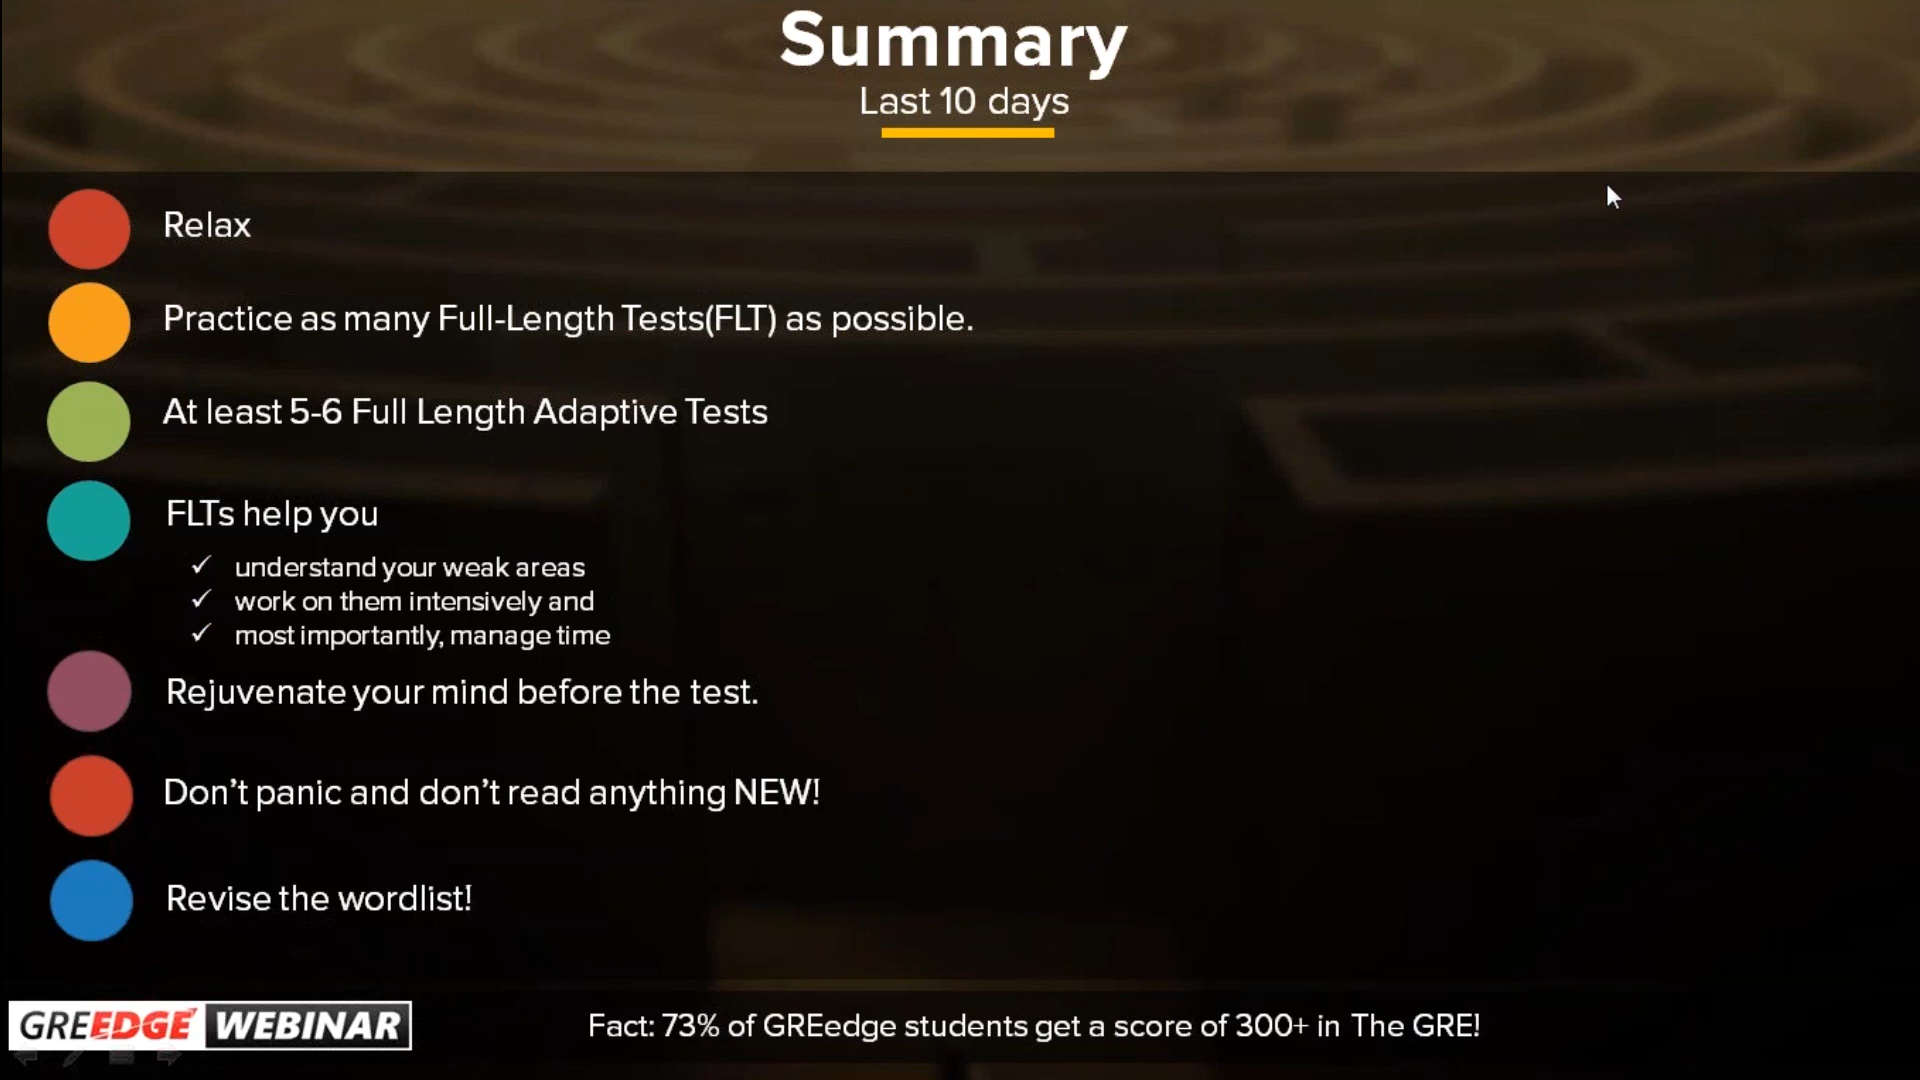 Summary
Last 10 days
Relax
Practice as many Full-Length Tests(FLT) as possible.
At least 5-6 Full Length Adaptive Tests
FLTs help you
✓ understand your weak areas
✓ work on them intensively and
✓ most importantly, manage time
Rejuvenate your mind before the test.
Don't panic and don't read anything NEW!
Revise the wordlist!
GREEDGE WEBINAR
Fact: 73% of GREedge students get a score of 300+ in The GRE!